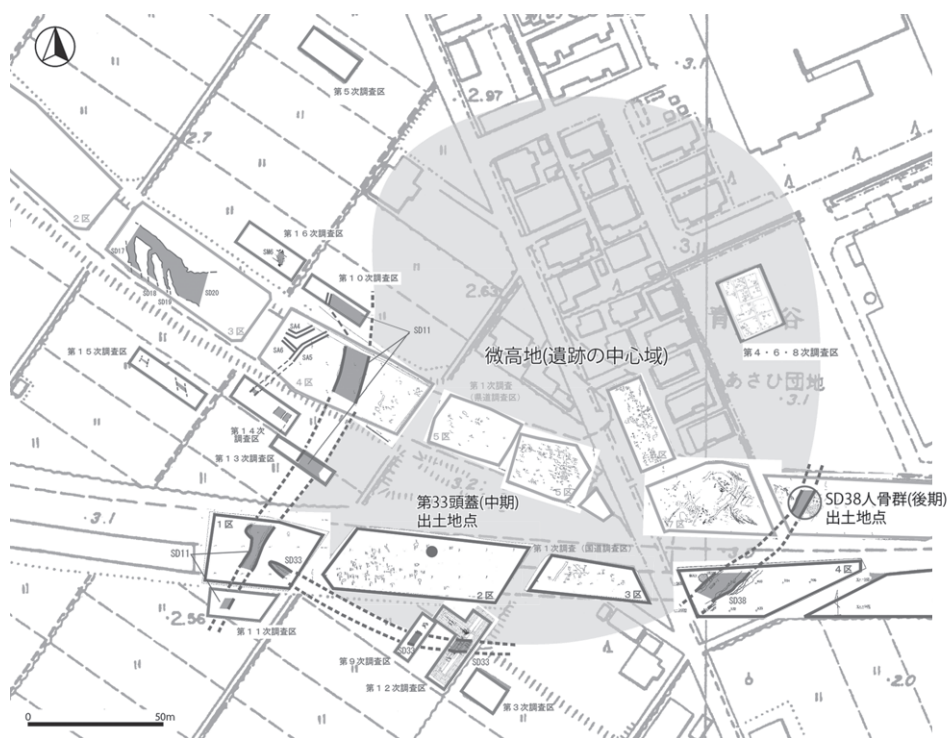 第５次調査区
2.97
3.1
2.7
2区
第１６次調査区
SM6
SD17
SD18
SD19
SD20
第１０次調査区
2.63
3.1
SD11
3区
SA4
SA6
SA5
4区
微高地(遺跡の中心域)
青
谷
第４・６・８次調査区
あさひ団地
3.1
第１５次調査区
第１次調査
(県道調査区)
第１４次
調査区
第１３次調査区
5区
3.2
第33頭蓋(中期)
出土地点
SD38人骨群(後期)
出土地点
3.1
1区
SD11
SD33
第１次調査（国道調査区）
2区
3区
4区
SD38
2.56
第１１次調査区
SD33
SD33
第９次調査区
第１２次調査区
第３次調査区
2.0
0
50m